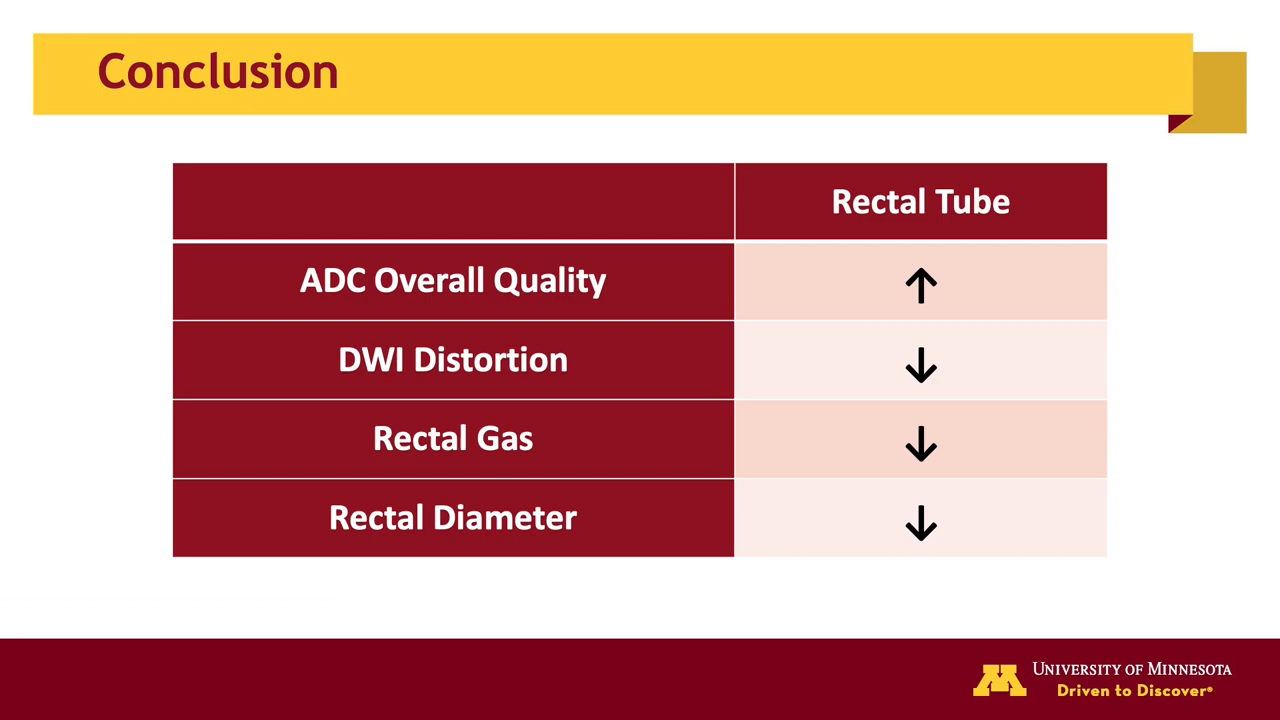 Conclusion
Rectal Tube
ADC Overall Quality ↑
DWI Distortion ↓
Rectal Gas ↓
Rectal Diameter ↓
M University of Minnesota
Driven to Discover®